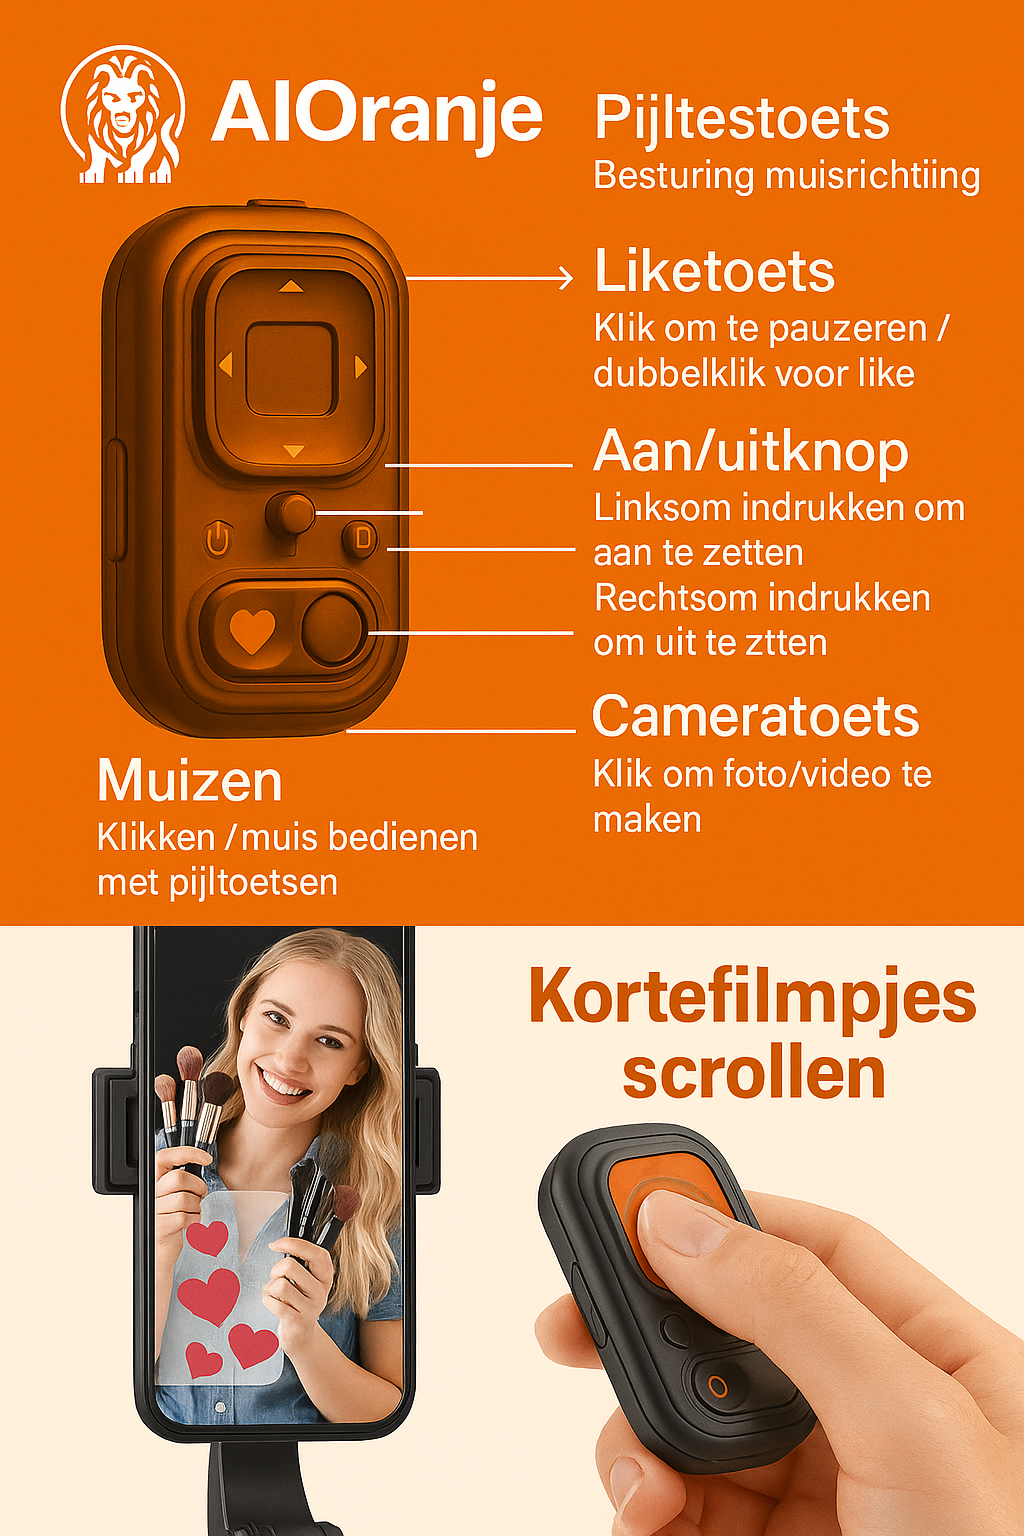 AIOranje
Pijltestoets
Besturing muisrichtiing
Liketoets
Klik om te pauzeren /
dubbelklik voor like
Aan/uitknop
Linksom indrukken om
aan te zetten
Rechtsom indrukken
om uit te ztten
Cameratoets
Klik om foto/video te
maken
Muizen
Klikken / muis bedienen
met pijltoetsen
D
Kortefilmpjes
scrollen